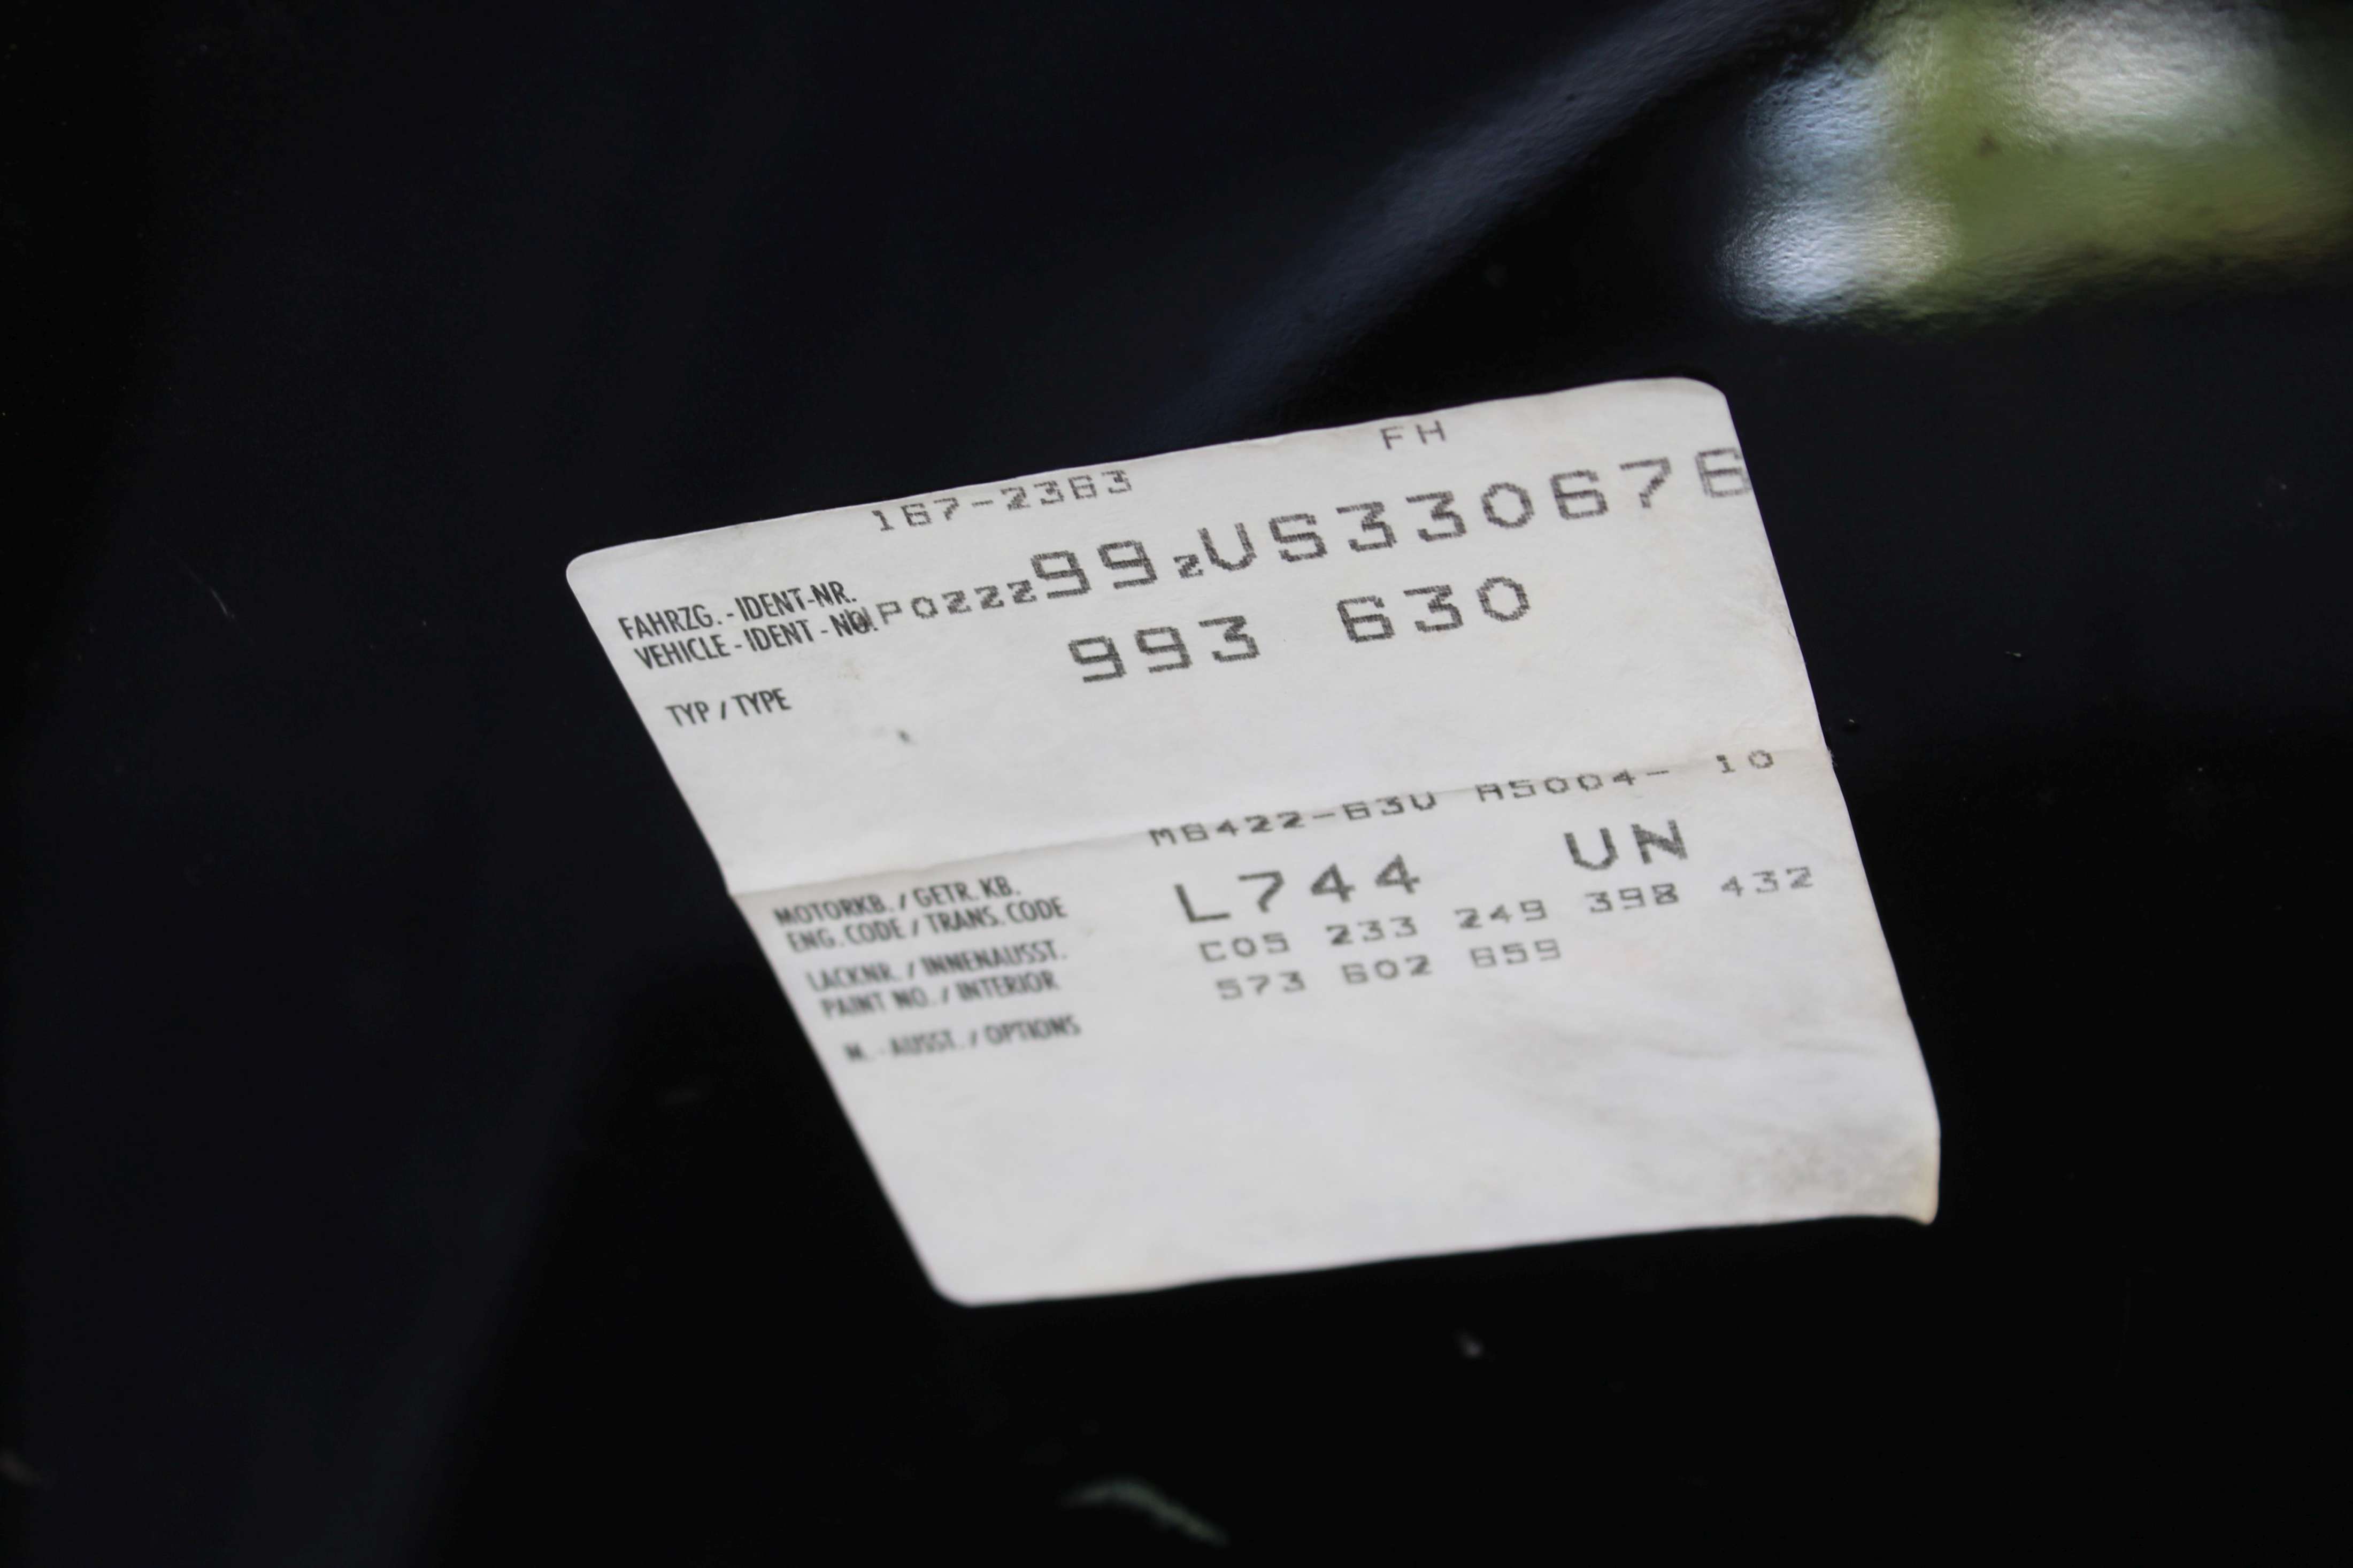 167-2363 FH
FAHRZG.-IDENT-NR.
VEHICLE-IDENT-NO. WP0ZZZ99ZUS330676
TYP / TYPE 993 630
M6422-630 A5004- 10
MOTORKB. / GETR. KB.
ENG. CODE / TRANS. CODE L744 UN
LACKNR. / INNENAUSST. C05 233 249 398 432
PAINT NO. / INTERIOR 573 602 659
M.-AUSST. / OPTIONS